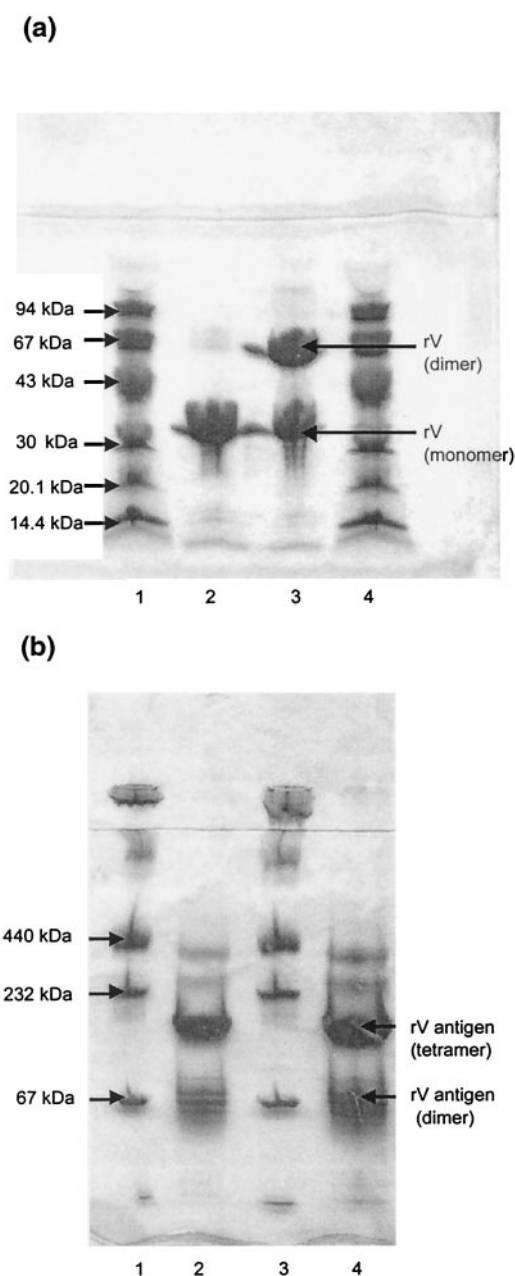 (a)
94 kDa
67 kDa
43 kDa
30 kDa
20.1 kDa
14.4 kDa
rV
(dimer)
rV
(monomer)
1 2 3 4
(b)
440 kDa
232 kDa
67 kDa
rV antigen
(tetramer)
rV antigen
(dimer)
1 2 3 4